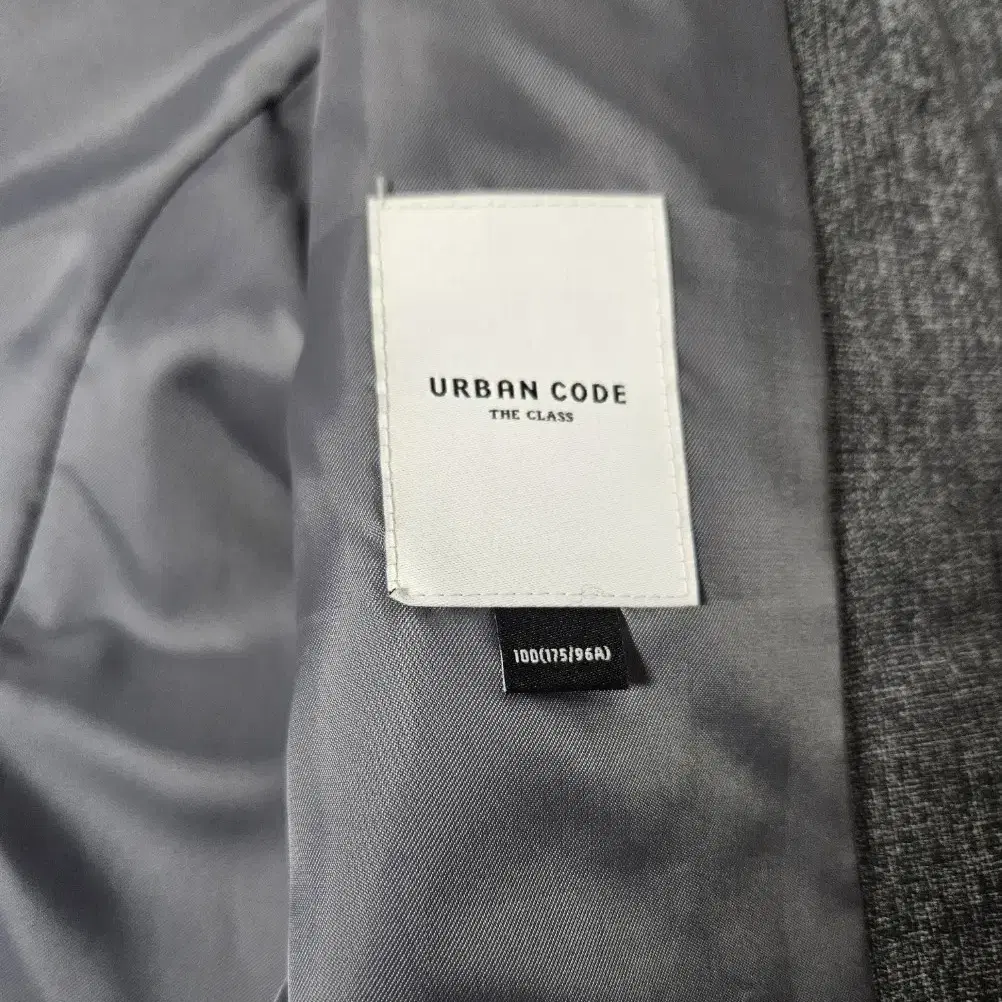 URBAN CODE
THE CLASS
100(175/96A)